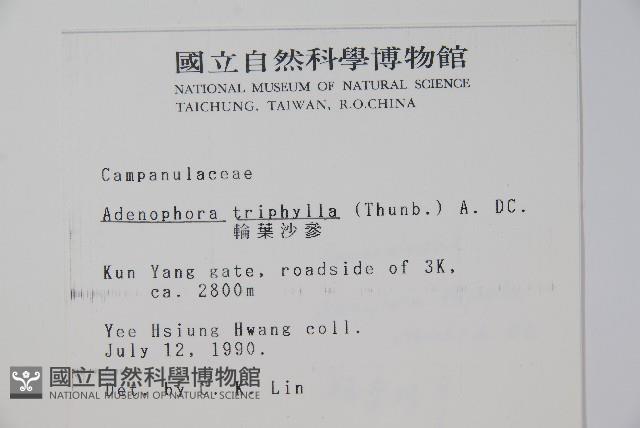 國立自然科學博物館
NATIONAL MUSEUM OF NATURAL SCIENCE
TAICHUNG, TAIWAN, R.O.CHINA
Campanulaceae
Adenophora triphylla (Thunb.) A. DC.
輪葉沙參
Kun Yang gate, roadside of 3K,
ca. 2800m
Yee Hsiung Hwang coll.
July 12, 1990.
Det. by K. Lin
國立自然科學博物館
NATIONAL MUSEUM OF NATURAL SCIENCE